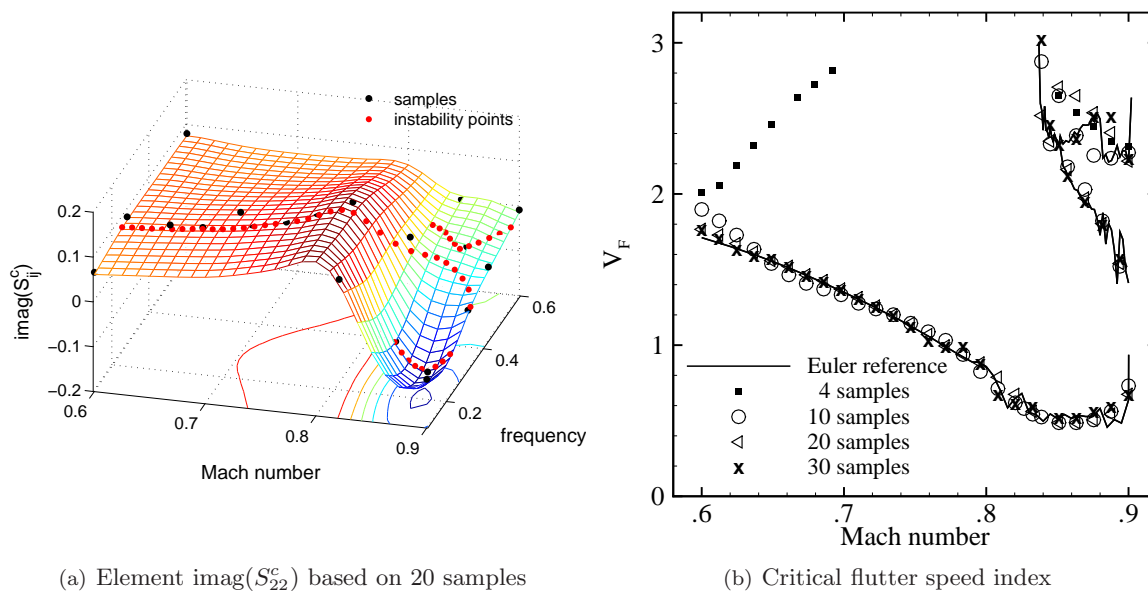 samples
instability points
0.2
0.1
0
−0.1
−0.2
imag(S^c_ij)
0.6
0.7
0.8
0.9
Mach number
0.2
0.4
0.6
frequency
(a) Element imag(S^c_22) based on 20 samples
3
2
1
0
V_F
Euler reference
4 samples
10 samples
20 samples
30 samples
.6
.7
.8
.9
Mach number
(b) Critical flutter speed index